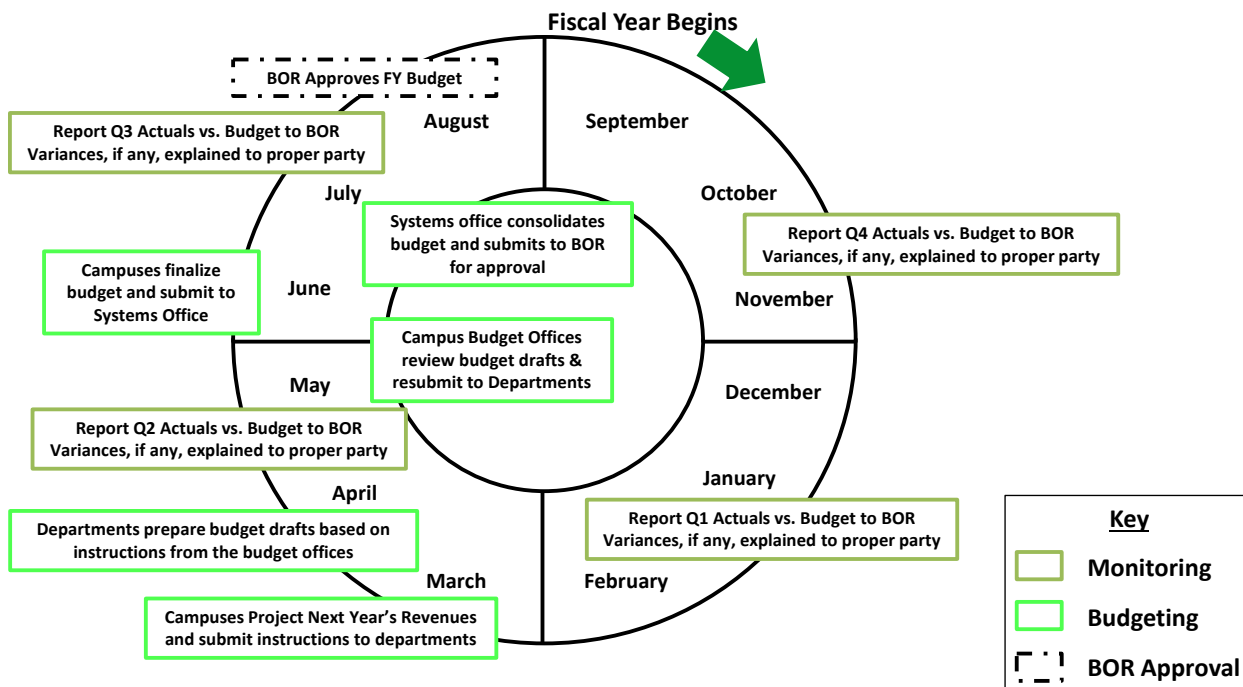 Fiscal Year Begins
BOR Approves FY Budget
August
September
Report Q3 Actuals vs. Budget to BOR
Variances, if any, explained to proper party
July
October
Systems office consolidates
budget and submits to BOR
for approval
Report Q4 Actuals vs. Budget to BOR
Variances, if any, explained to proper party
Campuses finalize
budget and submit to
Systems Office
June
November
Campus Budget Offices
review budget drafts &
resubmit to Departments
May
December
Report Q2 Actuals vs. Budget to BOR
Variances, if any, explained to proper party
April
January
Departments prepare budget drafts based on
instructions from the budget offices
Report Q1 Actuals vs. Budget to BOR
Variances, if any, explained to proper party
March
February
Campuses Project Next Year’s Revenues
and submit instructions to departments
Key
Monitoring
Budgeting
BOR Approval